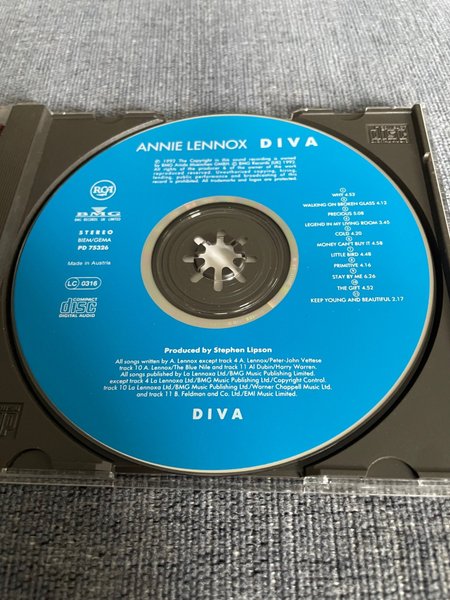 ANNIE LENNOX DIVA
℗ 1992 The Copyright in this sound recording is owned
by BMG Ariola Muenchen GMBH © BMG Records (UK) 1992.
All rights of the producer & of the owner of the work
reproduced reserved. Unauthorised copying, hiring,
lending, public performance and broadcasting of this
record prohibited. All trademarks and logos are protected.
RCA
BMG
BMG RECORDS UK LIMITED
STEREO
BIEM/GEMA
PD 75326
Made in Austria
LC 0316
COMPACT
disc
DIGITAL AUDIO
1
WHY 4.53
2
WALKING ON BROKEN GLASS 4.12
3
PRECIOUS 5.08
4
LEGEND IN MY LIVING ROOM 3.45
5
COLD 4.20
6
MONEY CAN'T BUY IT 4.58
7
LITTLE BIRD 4.48
8
PRIMITIVE 4.16
9
STAY BY ME 6.26
10
THE GIFT 4.52
11
KEEP YOUNG AND BEAUTIFUL 2.17
Produced by Stephen Lipson
All songs written by A. Lennox except track 4 A. Lennox/Peter-John Vettese
track 10 A. Lennox/The Blue Nile and track 11 Al Dubin/Harry Warren.
All songs published by La Lennoxa Ltd./BMG Music Publishing Limited.
except track 4 La Lennoxa Ltd./BMG Music Publishing Ltd./Copyright Control.
track 10 La Lennoxa Ltd./BMG Music Publishing Ltd./Warner Chappell Music Ltd.
and track 11 B. Feldman and Co. Ltd./EMI Music Limited.
DIVA